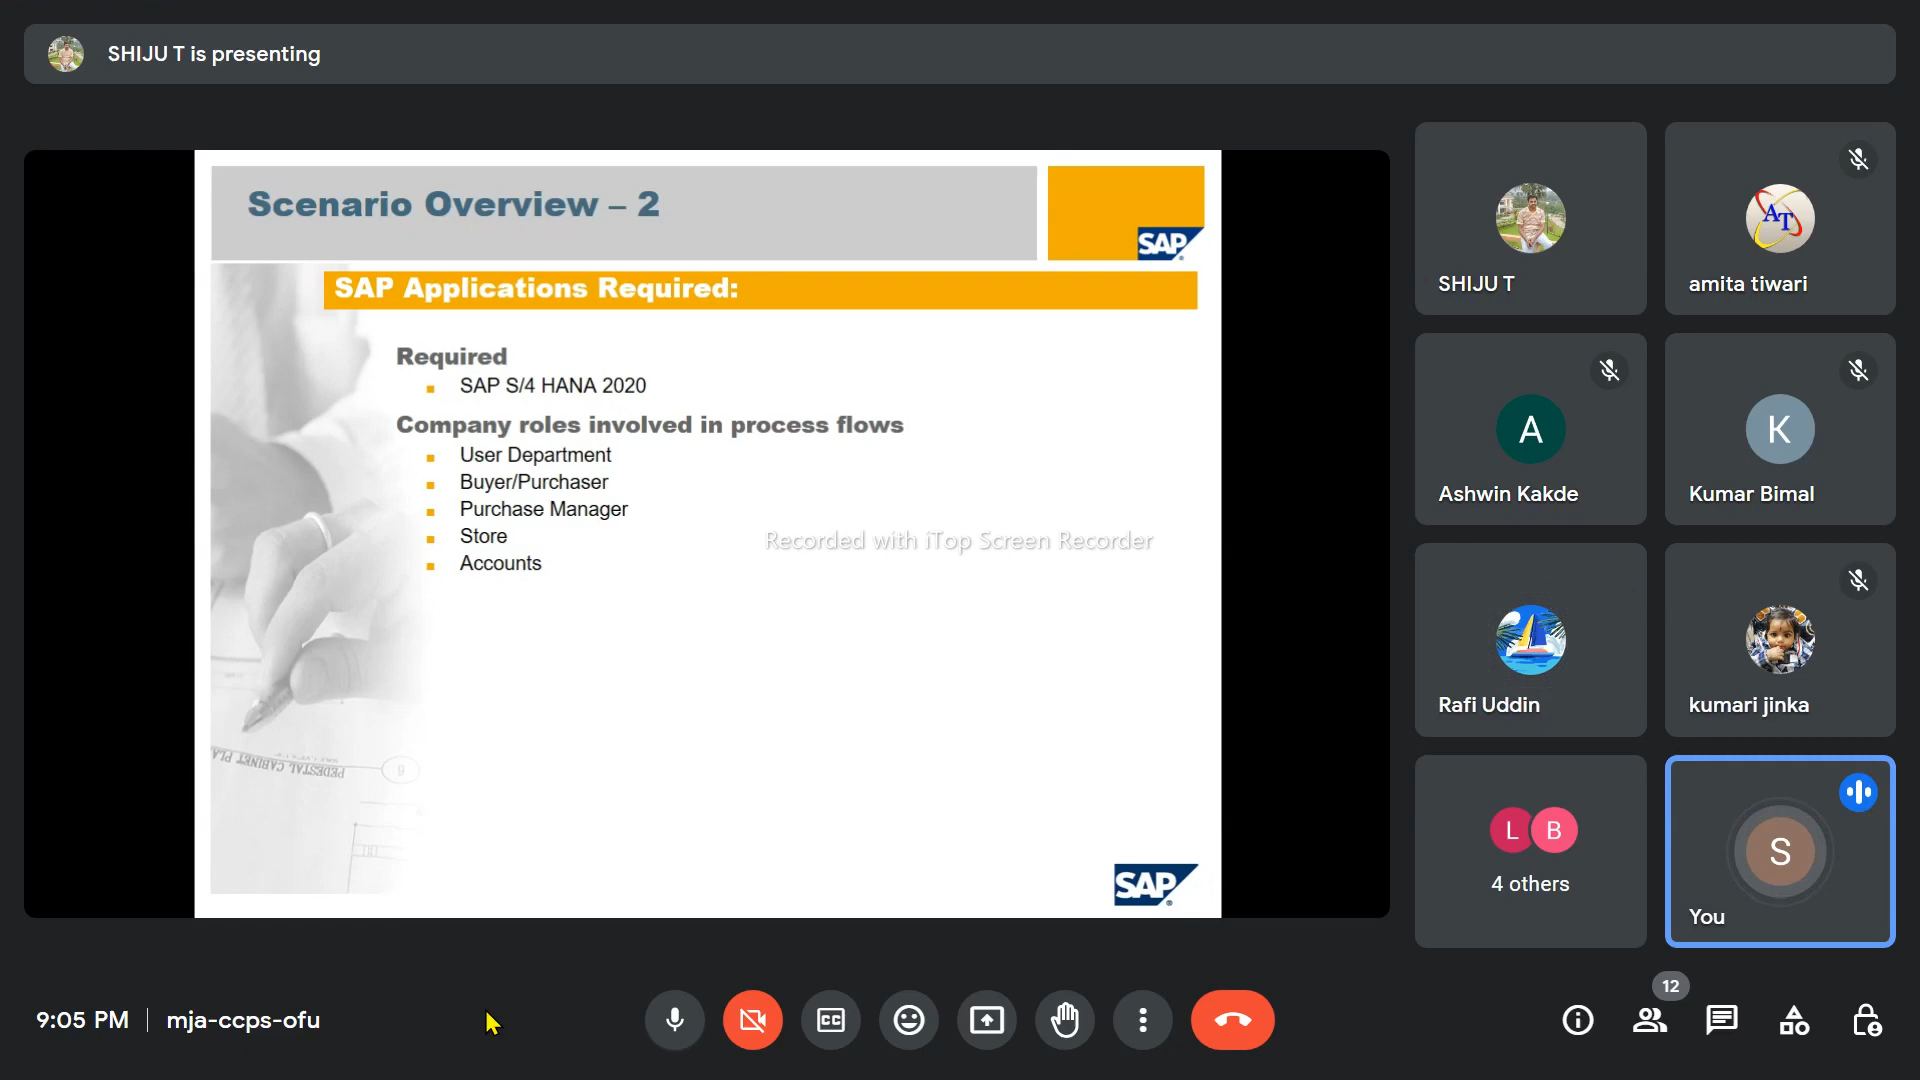 SHIJU T is presenting
Scenario Overview – 2
SAP
SAP Applications Required:
Required
SAP S/4 HANA 2020
Company roles involved in process flows
User Department
Buyer/Purchaser
Purchase Manager
Store
Accounts
Recorded with iTop Screen Recorder
SAP
SHIJU T
AT
amita tiwari
A
Ashwin Kakde
K
Kumar Bimal
Rafi Uddin
kumari jinka
L B
4 others
S
You
9:05 PM | mja-ccps-ofu
CC
12